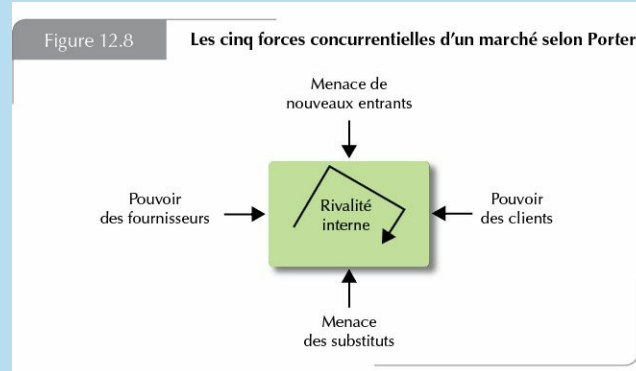 Figure 12.8
Les cinq forces concurrentielles d'un marché selon Porter
Menace de
nouveaux entrants
Pouvoir
des fournisseurs
Rivalité
interne
Pouvoir
des clients
Menace
des substituts